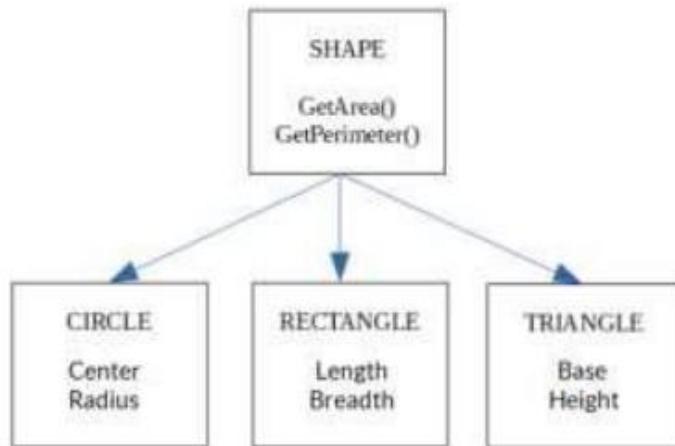 SHAPE
GetArea()
GetPerimeter()
CIRCLE
Center
Radius
RECTANGLE
Length
Breadth
TRIANGLE
Base
Height